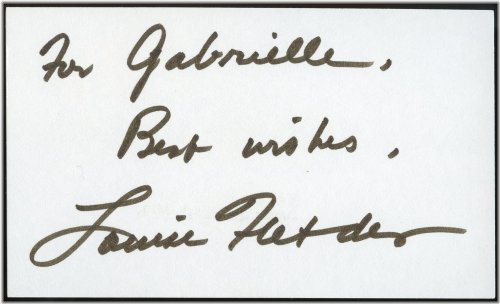 For Gabrielle,
Best wishes,
Louise Fletcher